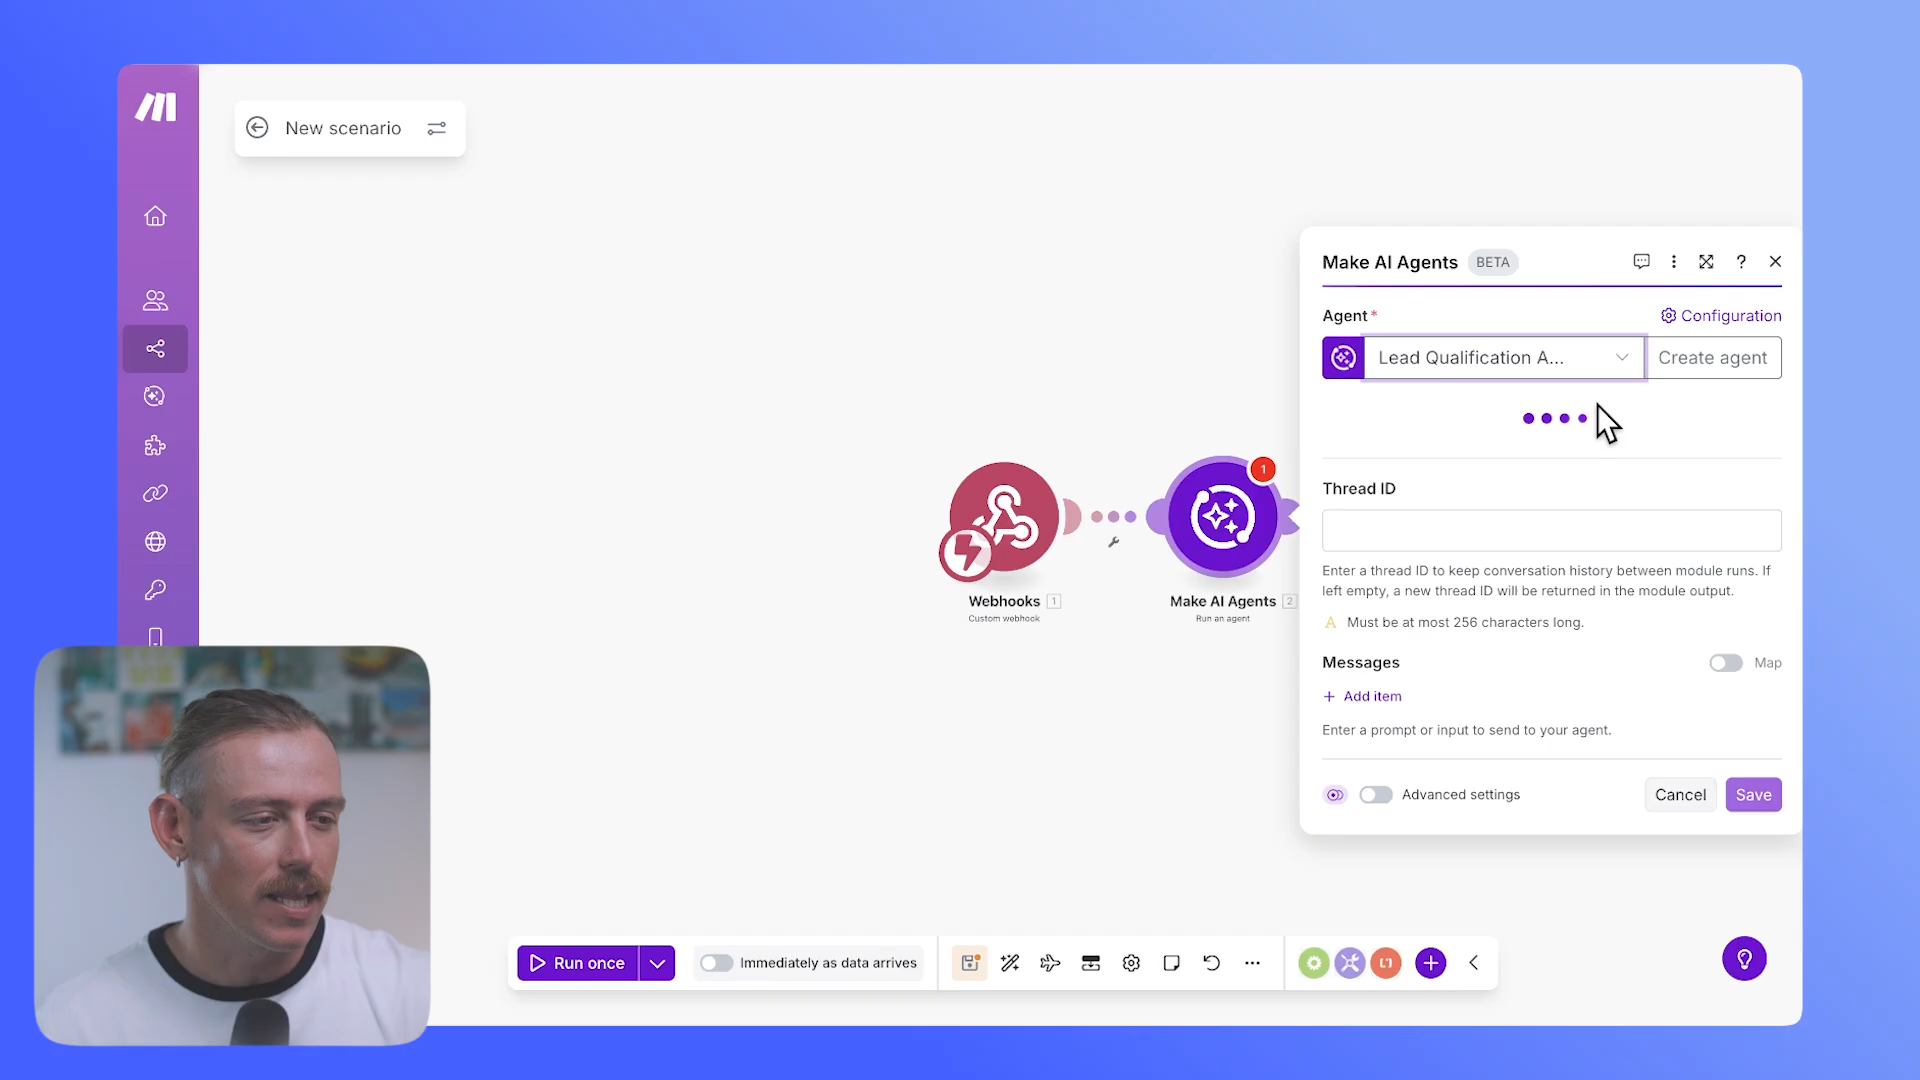 New scenario
Make AI Agents BETA
Agent*
Configuration
Lead Qualification A...
Create agent
Thread ID
Enter a thread ID to keep conversation history between module runs. If
left empty, a new thread ID will be returned in the module output.
A Must be at most 256 characters long.
Messages
Map
+ Add item
Enter a prompt or input to send to your agent.
Advanced settings
Cancel
Save
1
Webhooks 1
Custom webhook
Make AI Agents 2
Run an agent
Run once
Immediately as data arrives